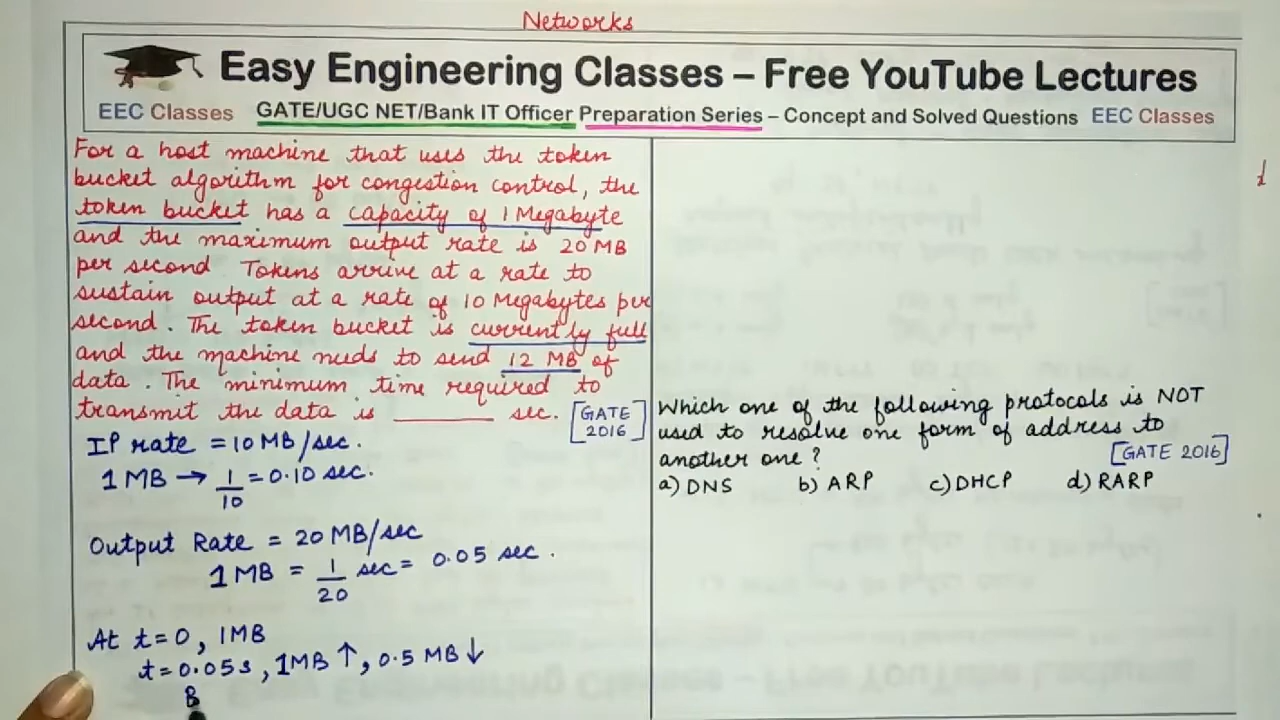 Networks
Easy Engineering Classes – Free YouTube Lectures
EEC Classes GATE/UGC NET/Bank IT Officer Preparation Series – Concept and Solved Questions EEC Classes
For a host machine that uses the token
bucket algorithm for congestion control, the
token bucket has a capacity of 1 Megabyte
and the maximum output rate is 20 MB
per second Tokens arrive at a rate to
sustain output at a rate of 10 Megabytes per
second. The token bucket is currently full
and the machine needs to send 12 MB of
data. The minimum time required to
transmit the data is ______ sec. [GATE 2016]
IP rate = 10 MB/sec.
1 MB → 1/10 = 0.10 sec.
Output Rate = 20 MB/sec
1 MB = 1/20 sec = 0.05 sec.
At t=0, 1MB
t=0.05s, 1MB ↑, 0.5 MB ↓
B
Which one of the following protocols is NOT
used to resolve one form of address to
another one? [GATE 2016]
a) DNS b) ARP c) DHCP d) RARP